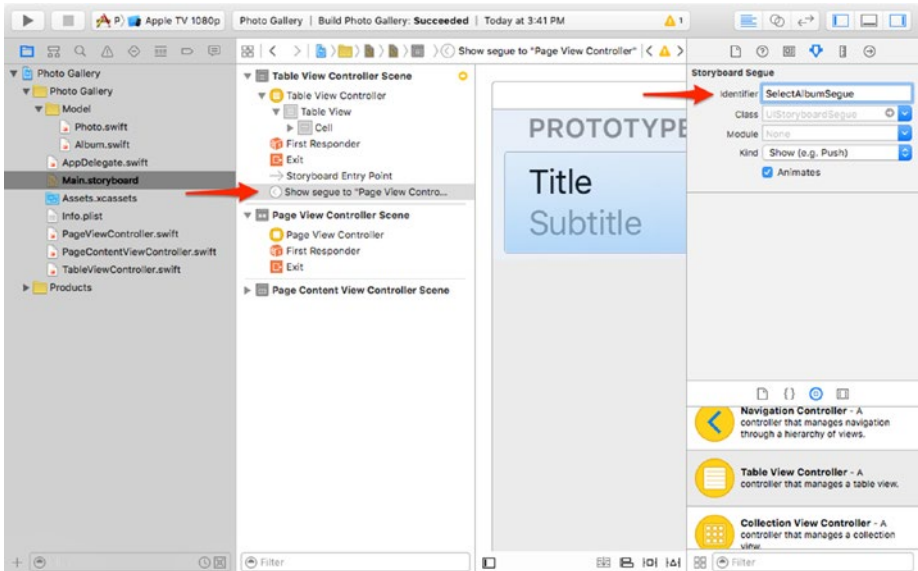 P) Apple TV 1080p
Photo Gallery | Build Photo Gallery: Succeeded | Today at 3:41 PM
1
Show segue to "Page View Controller"
Photo Gallery
Photo Gallery
Model
Photo.swift
Album.swift
AppDelegate.swift
Main.storyboard
Assets.xcassets
Info.plist
PageViewController.swift
PageContentViewController.swift
TableViewController.swift
Products
Table View Controller Scene
Table View Controller
Table View
Cell
First Responder
Exit
Storyboard Entry Point
Show segue to "Page View Contro...
Page View Controller Scene
Page View Controller
First Responder
Exit
Page Content View Controller Scene
Filter
PROTOTYPE
Title
Subtitle
Storyboard Segue
Identifier SelectAlbumSegue
Class UIStoryboardSegue
Module None
Kind Show (e.g. Push)
Animates
Navigation Controller - A
controller that manages navigation
through a hierarchy of views.
Table View Controller - A
controller that manages a table view.
Collection View Controller - A
controller that manages a collection
view.
Filter